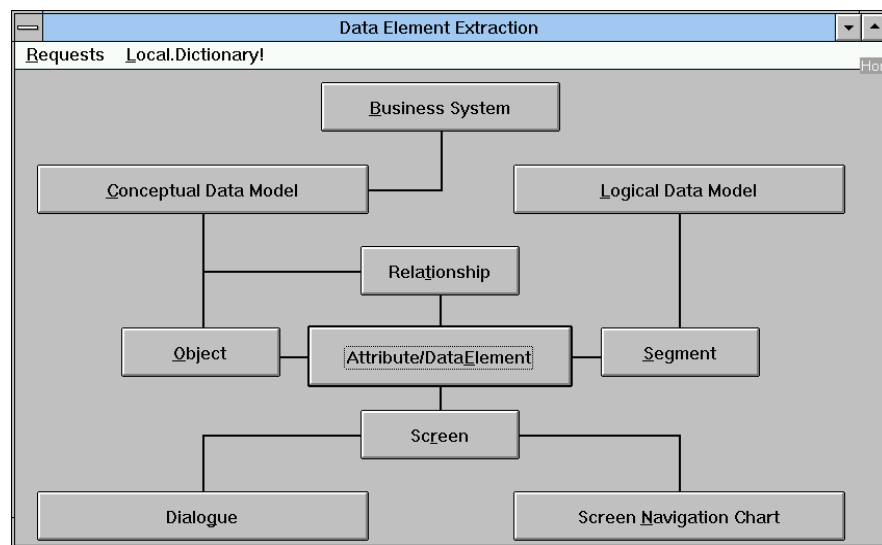 Data Element Extraction
Requests Local.Dictionary!
Hor
Business System
Conceptual Data Model Logical Data Model
Relationship
Object Attribute/DataElement Segment
Screen
Dialogue Screen Navigation Chart